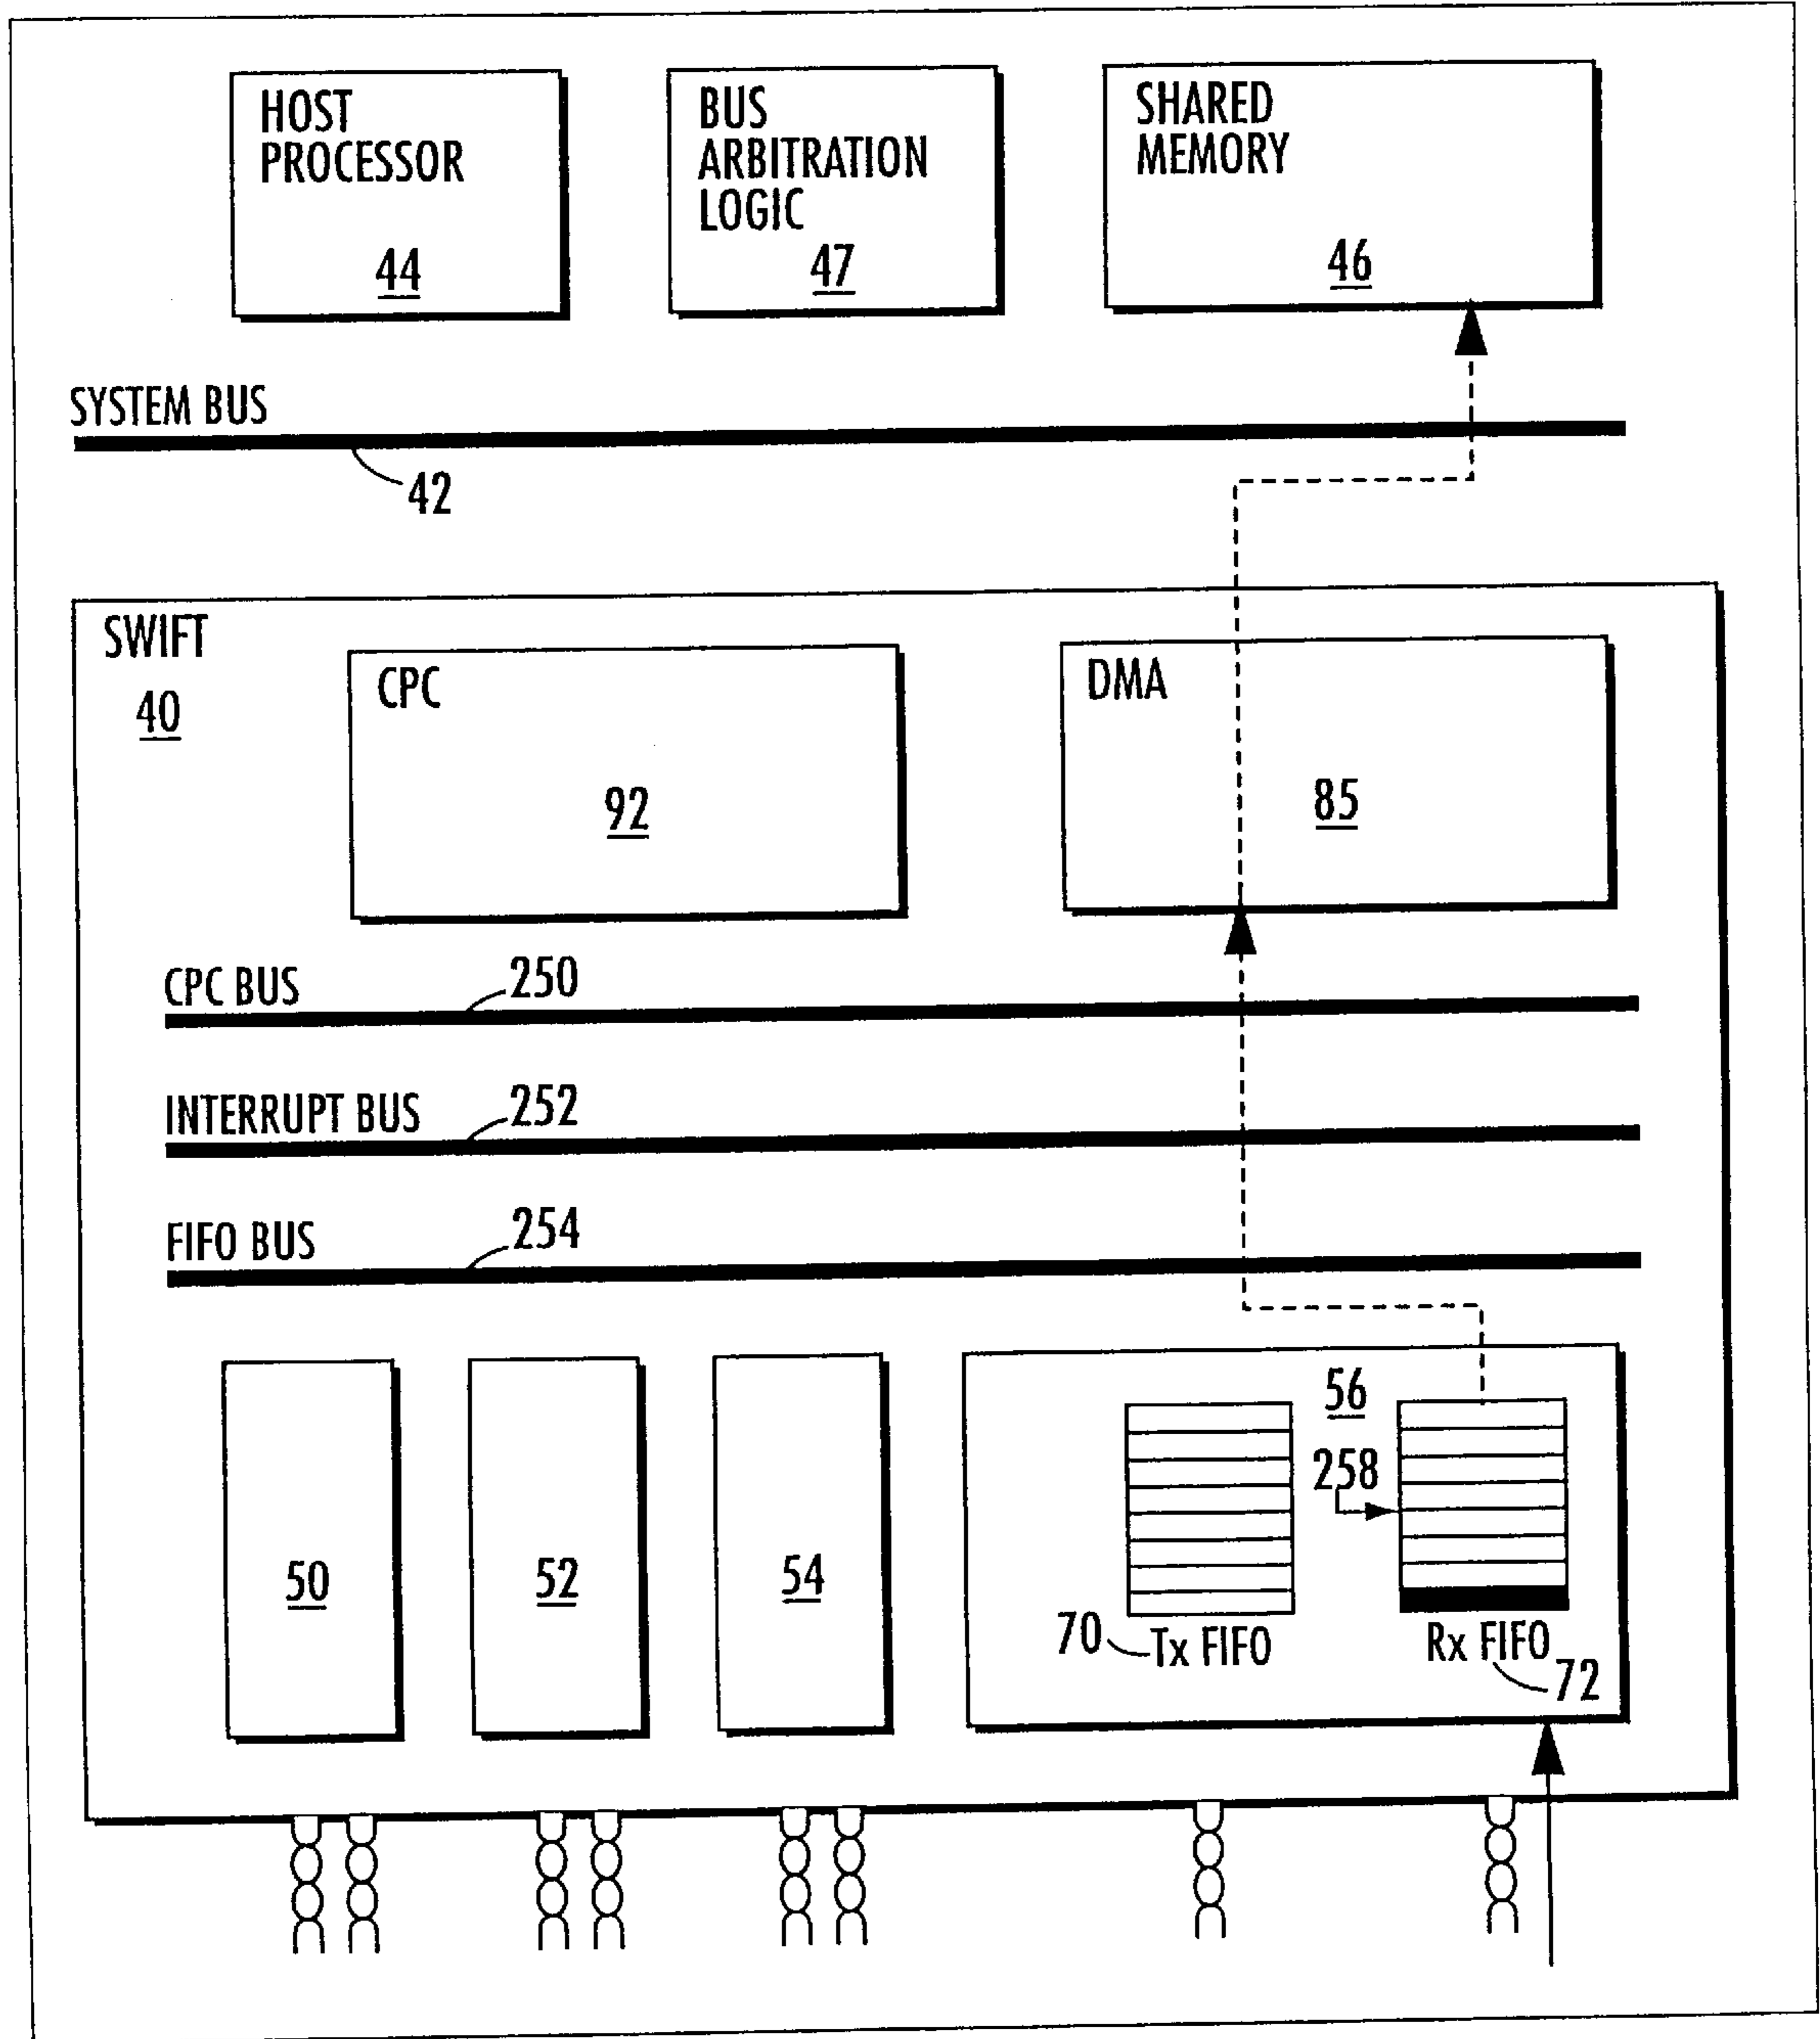 HOST
PROCESSOR
44
BUS
ARBITRATION
LOGIC
47
SHARED
MEMORY
46
SYSTEM BUS
42
SWIFT
40
CPC
92
DMA
85
CPC BUS
250
INTERRUPT BUS
252
FIFO BUS
254
50
52
54
56
258
70
Tx FIFO
Rx FIFO
72